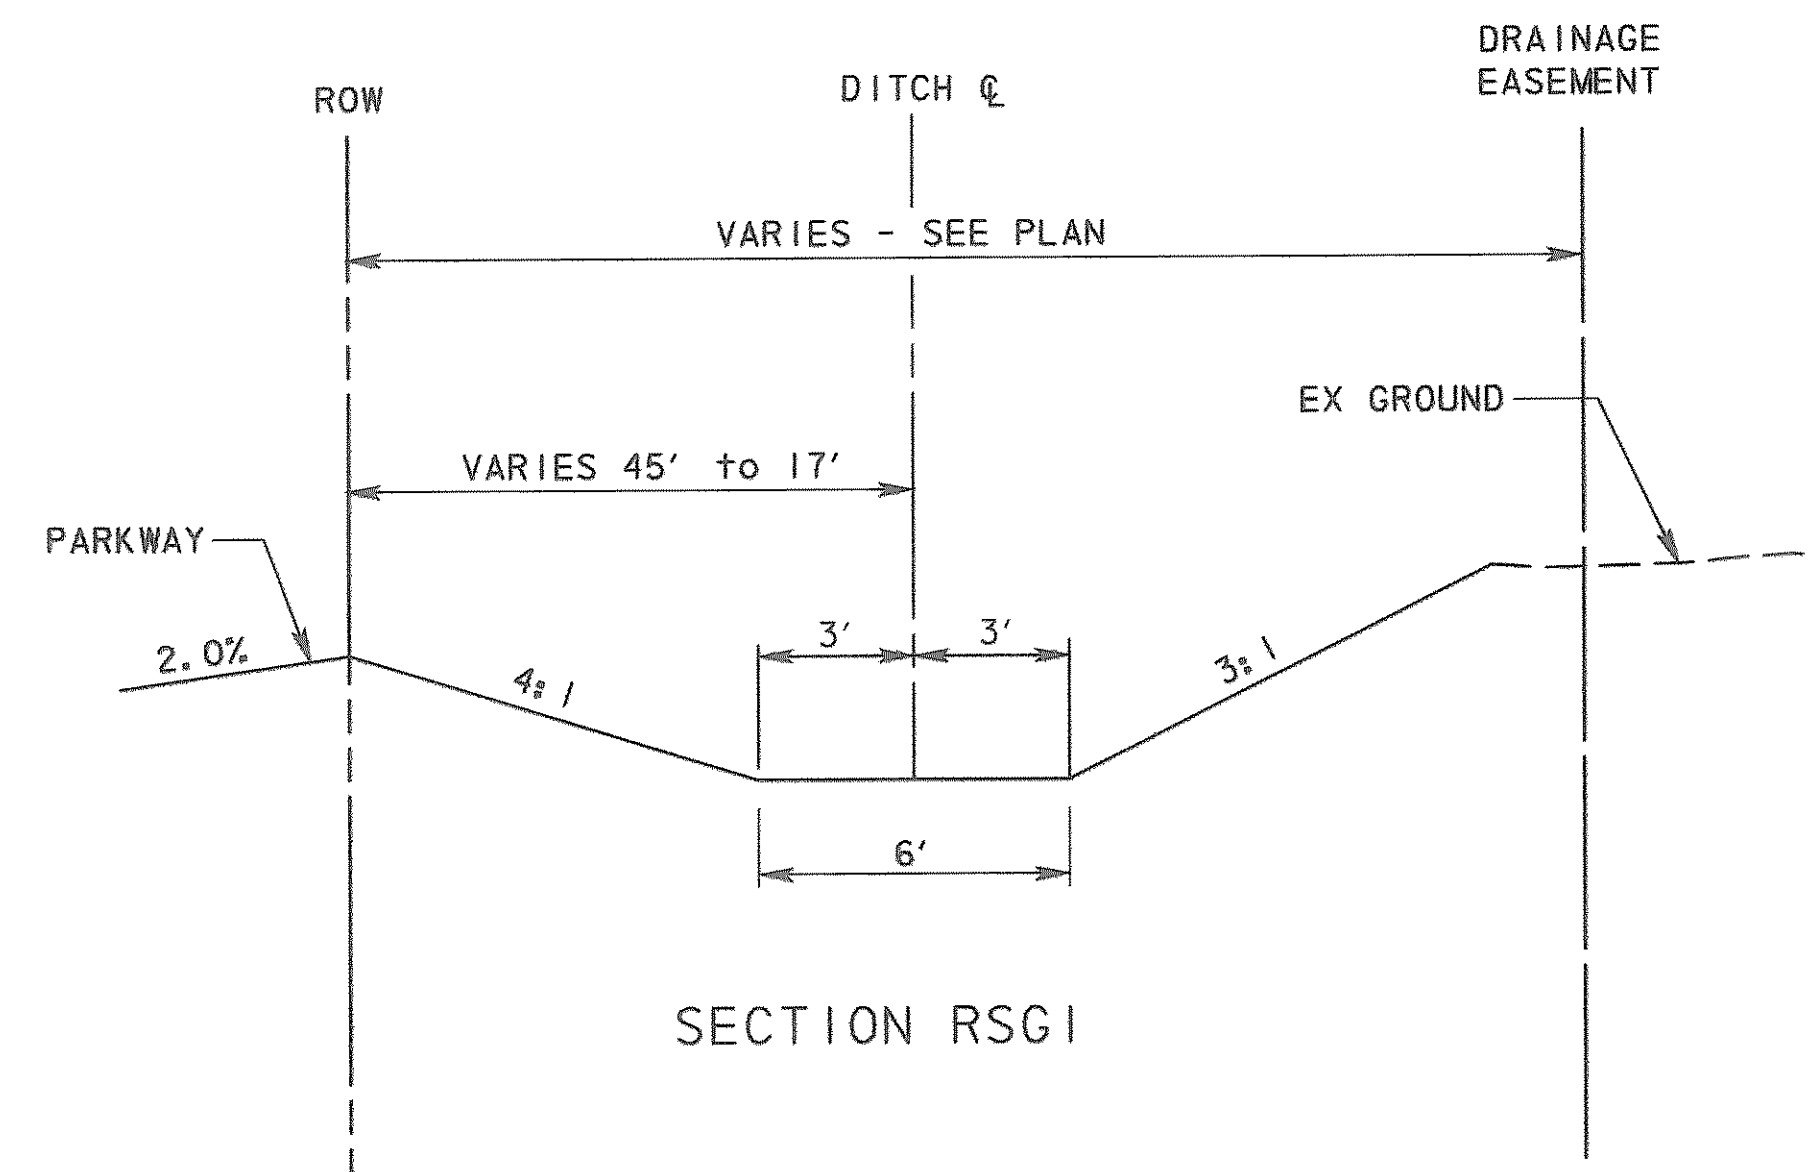 DRAINAGE
EASEMENT
ROW
DITCH ℄
VARIES - SEE PLAN
EX GROUND
VARIES 45' to 17'
PARKWAY
2.0%
4:1
3'
3'
3:1
6'
SECTION RSG1